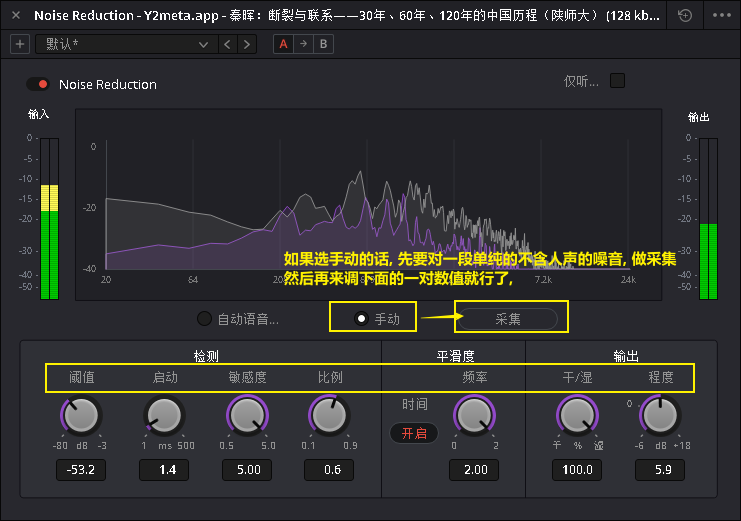 Noise Reduction - Y2meta.app - 秦晖：断裂与联系——30年、60年、120年的中国历程（陕师大） (128 kb...
默认*
A
B
Noise Reduction
仅听...
输入
输出
0
-5
-10
-15
-20
-30
-40
-50
0
-20
-40
20
64
7.2k
24k
0
-5
-10
-15
-20
-30
-40
-50
如果选手动的话, 先要对一段单纯的不含人声的噪音, 做采集
然后再来调下面的一对数值就行了,
自动语音...
手动
采集
检测
平滑度
输出
阈值 启动 敏感度 比例 频率 干/湿 程度
时间
开启
0
-80 dB -3
1 ms 500
0.5 5.0
0.1 0.9
0 2
干 % 湿
-6 dB +18
-53.2 1.4 5.00 0.6 2.00 100.0 5.9